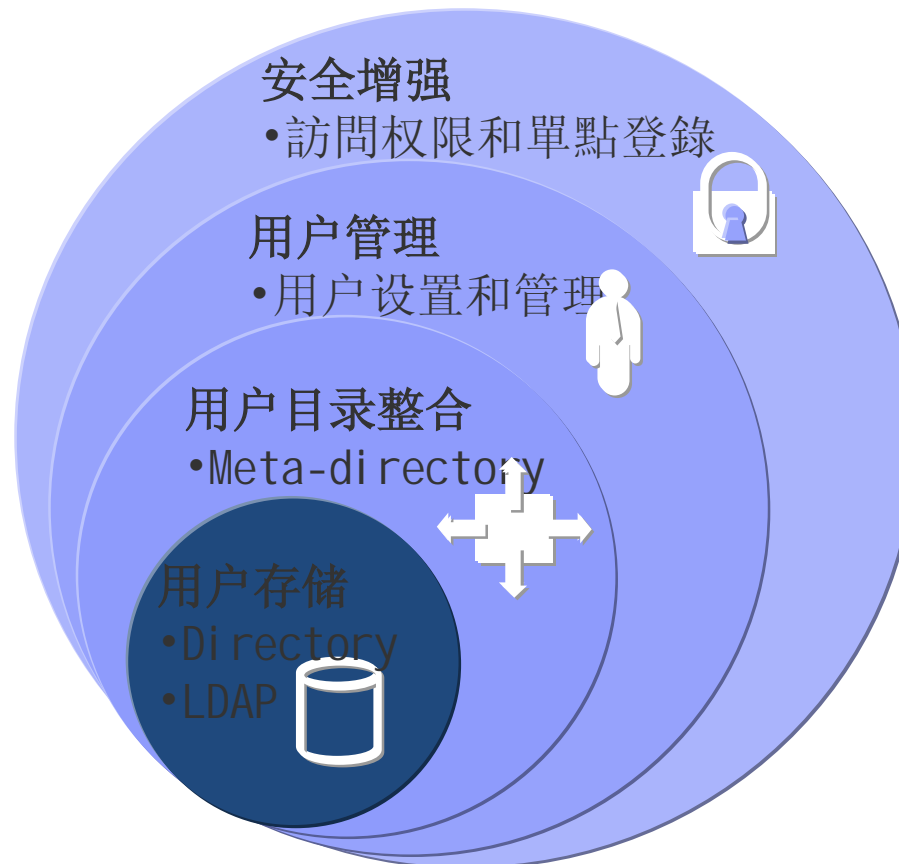 安全增强
•訪問权限和單點登錄
用户管理
•用户设置和管理
用户目录整合
•Meta-directory
用户存储
•Directory
•LDAP